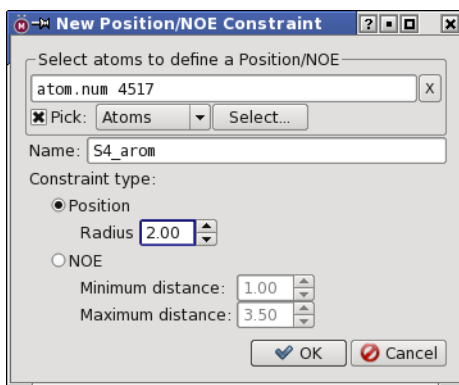 New Position/NOE Constraint ?
Select atoms to define a Position/NOE
atom.num 4517 X
Pick: Atoms Select...
Name: S4_arom
Constraint type:
Position
Radius 2.00
NOE
Minimum distance: 1.00
Maximum distance: 3.50
OK Cancel